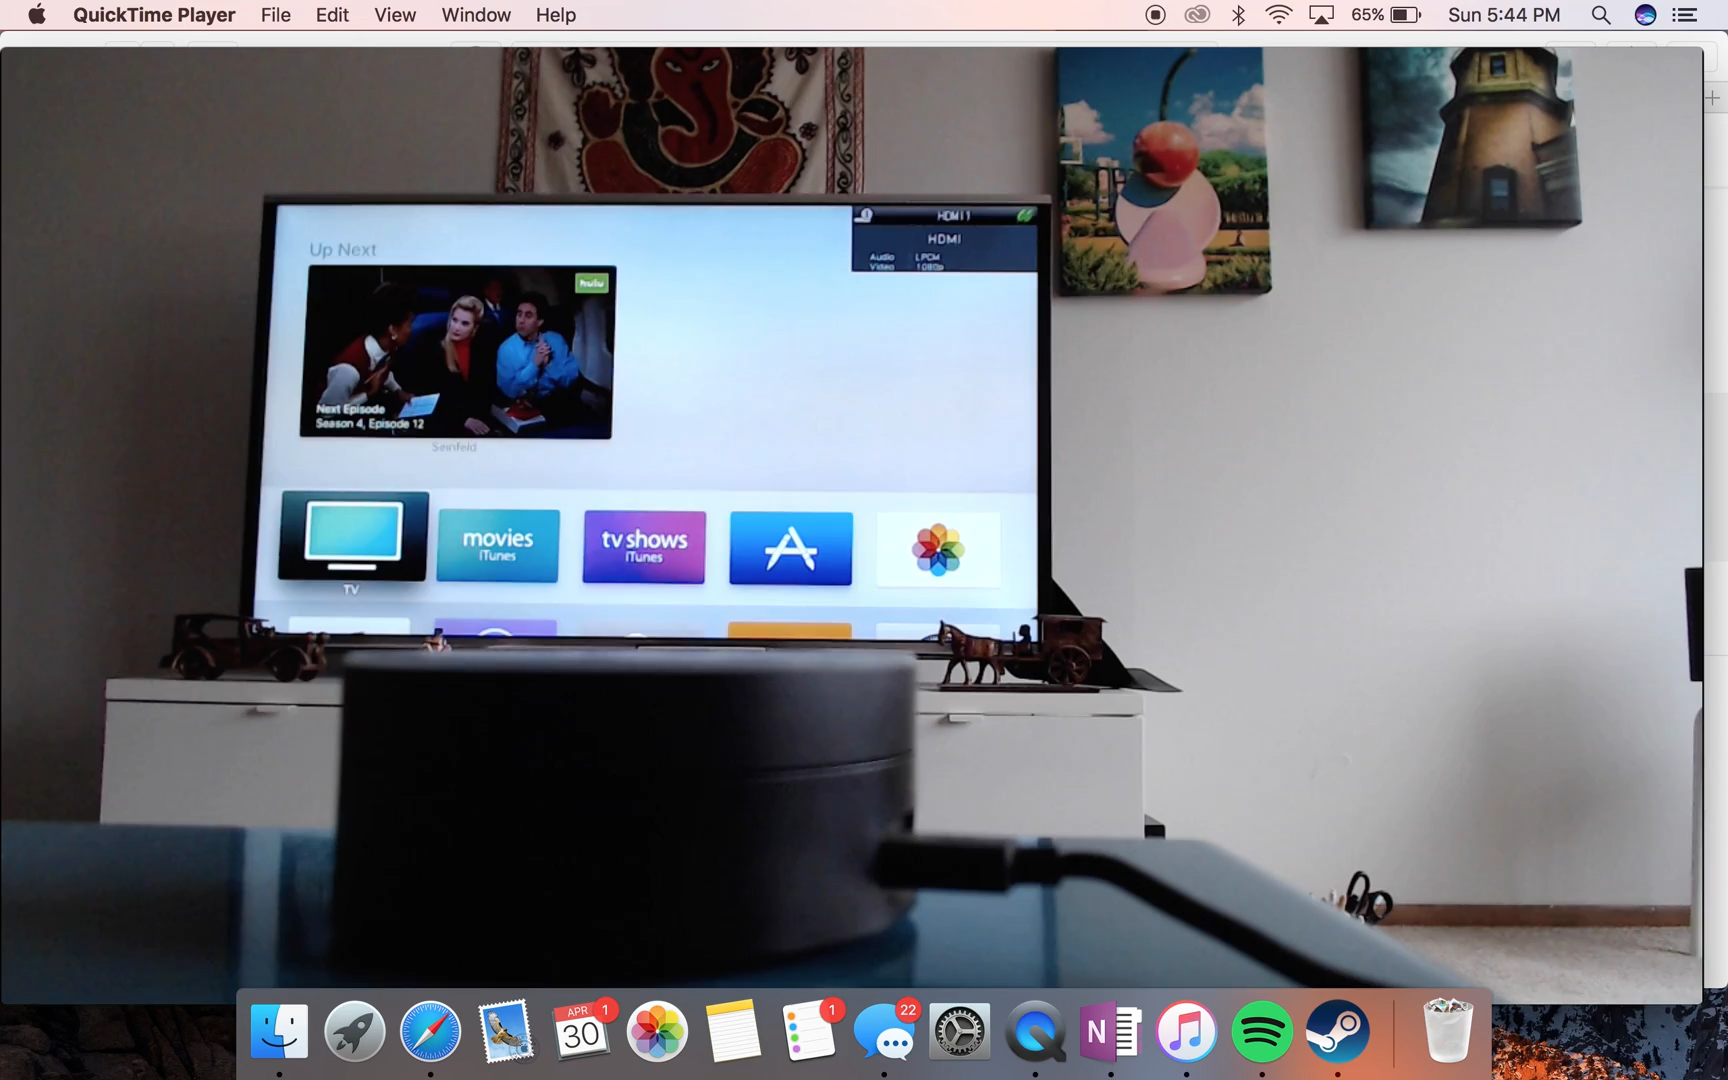 QuickTime Player File Edit View Window Help 65% Sun 5:44 PM
Up Next
hulu
Next Episode
Season 4, Episode 12
Seinfeld
HDMI 1
HDMI
Audio LPCM
Video 1080p
TV
movies
iTunes
tv shows
iTunes
APR
30
1
1
22
N